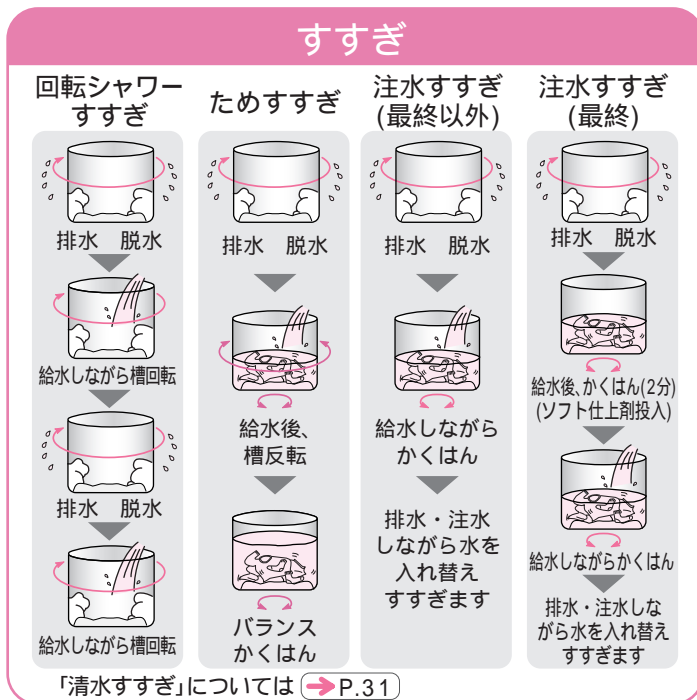 すすぎ
回転シャワー
すすぎ
排水 脱水
給水しながら槽回転
排水 脱水
給水しながら槽回転
ためすすぎ
排水 脱水
給水後、
槽反転
バランス
かくはん
注水すすぎ
(最終以外)
排水 脱水
給水しながら
かくはん
排水・注水
しながら水を
入れ替え
すすぎます
注水すすぎ
(最終)
排水 脱水
給水後、かくはん(2分)
(ソフト仕上剤投入)
給水しながらかくはん
排水・注水しな
がら水を入れ替え
すすぎます
「清水すすぎ」については ➔P.31